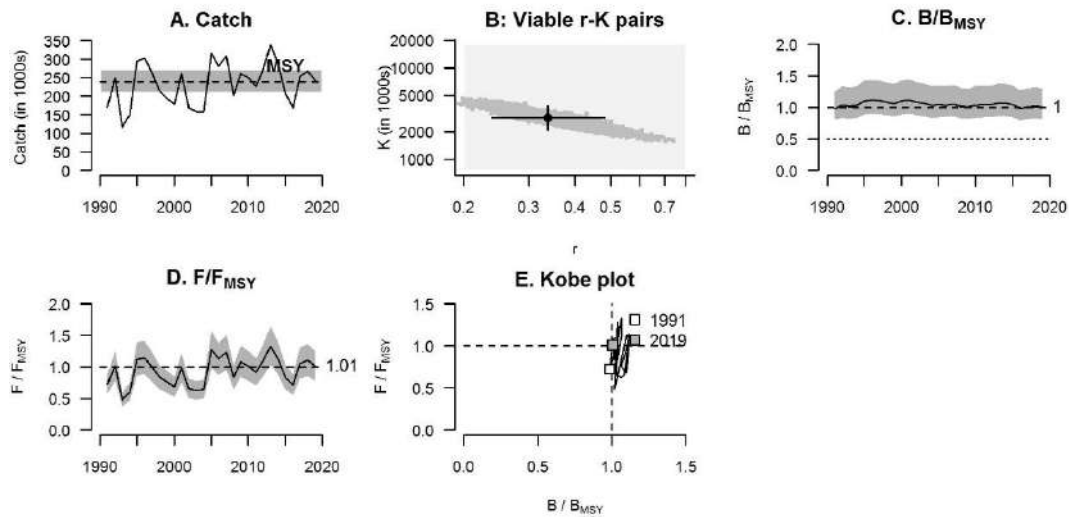 A. Catch
350
300
250
200
150
100
50
0
MSY
Catch (in 1000s)
1990 2000 2010 2020
B: Viable r-K pairs
20000
10000
5000
2000
1000
K (in 1000s)
0.2 0.3 0.4 0.5 0.7
r
C. B/BMSY
2.0
1.5
1.0
0.5
0.0
1
B / BMSY
1990 2000 2010 2020
D. F/FMSY
2.0
1.5
1.0
0.5
0.0
1.01
F / FMSY
1990 2000 2010 2020
E. Kobe plot
1.5
1.0
0.5
0.0
1991
2019
F / FMSY
0.0 0.5 1.0 1.5
B / BMSY